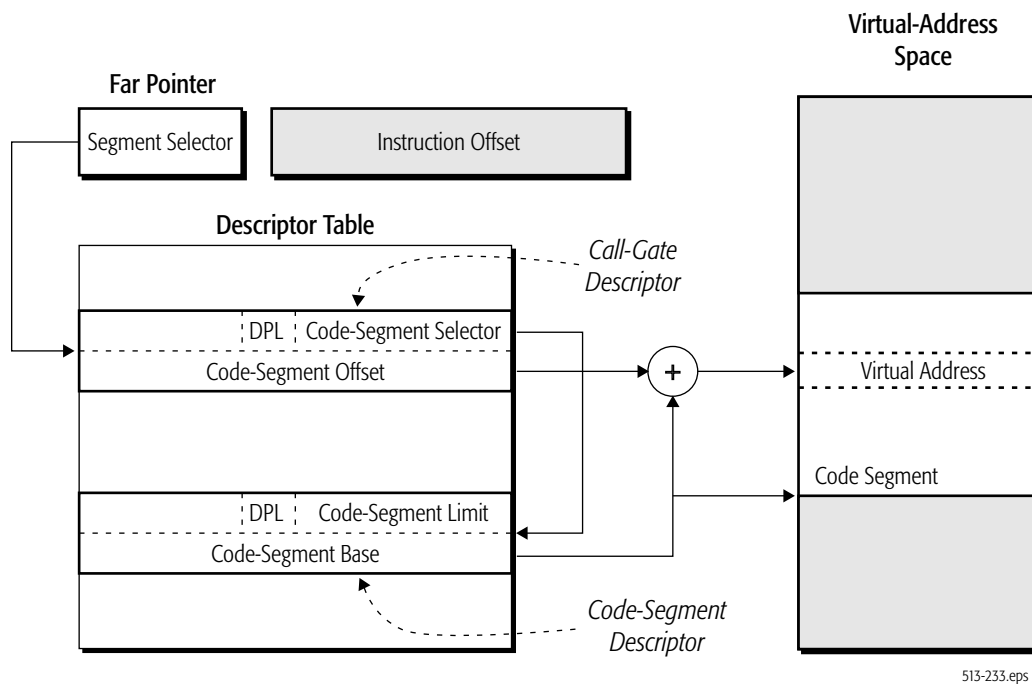 Virtual-Address
Space
Far Pointer
Segment Selector
Instruction Offset
Descriptor Table
Call-Gate
Descriptor
DPL
Code-Segment Selector
Code-Segment Offset
+
Virtual Address
Code Segment
DPL
Code-Segment Limit
Code-Segment Base
Code-Segment
Descriptor
513-233.eps